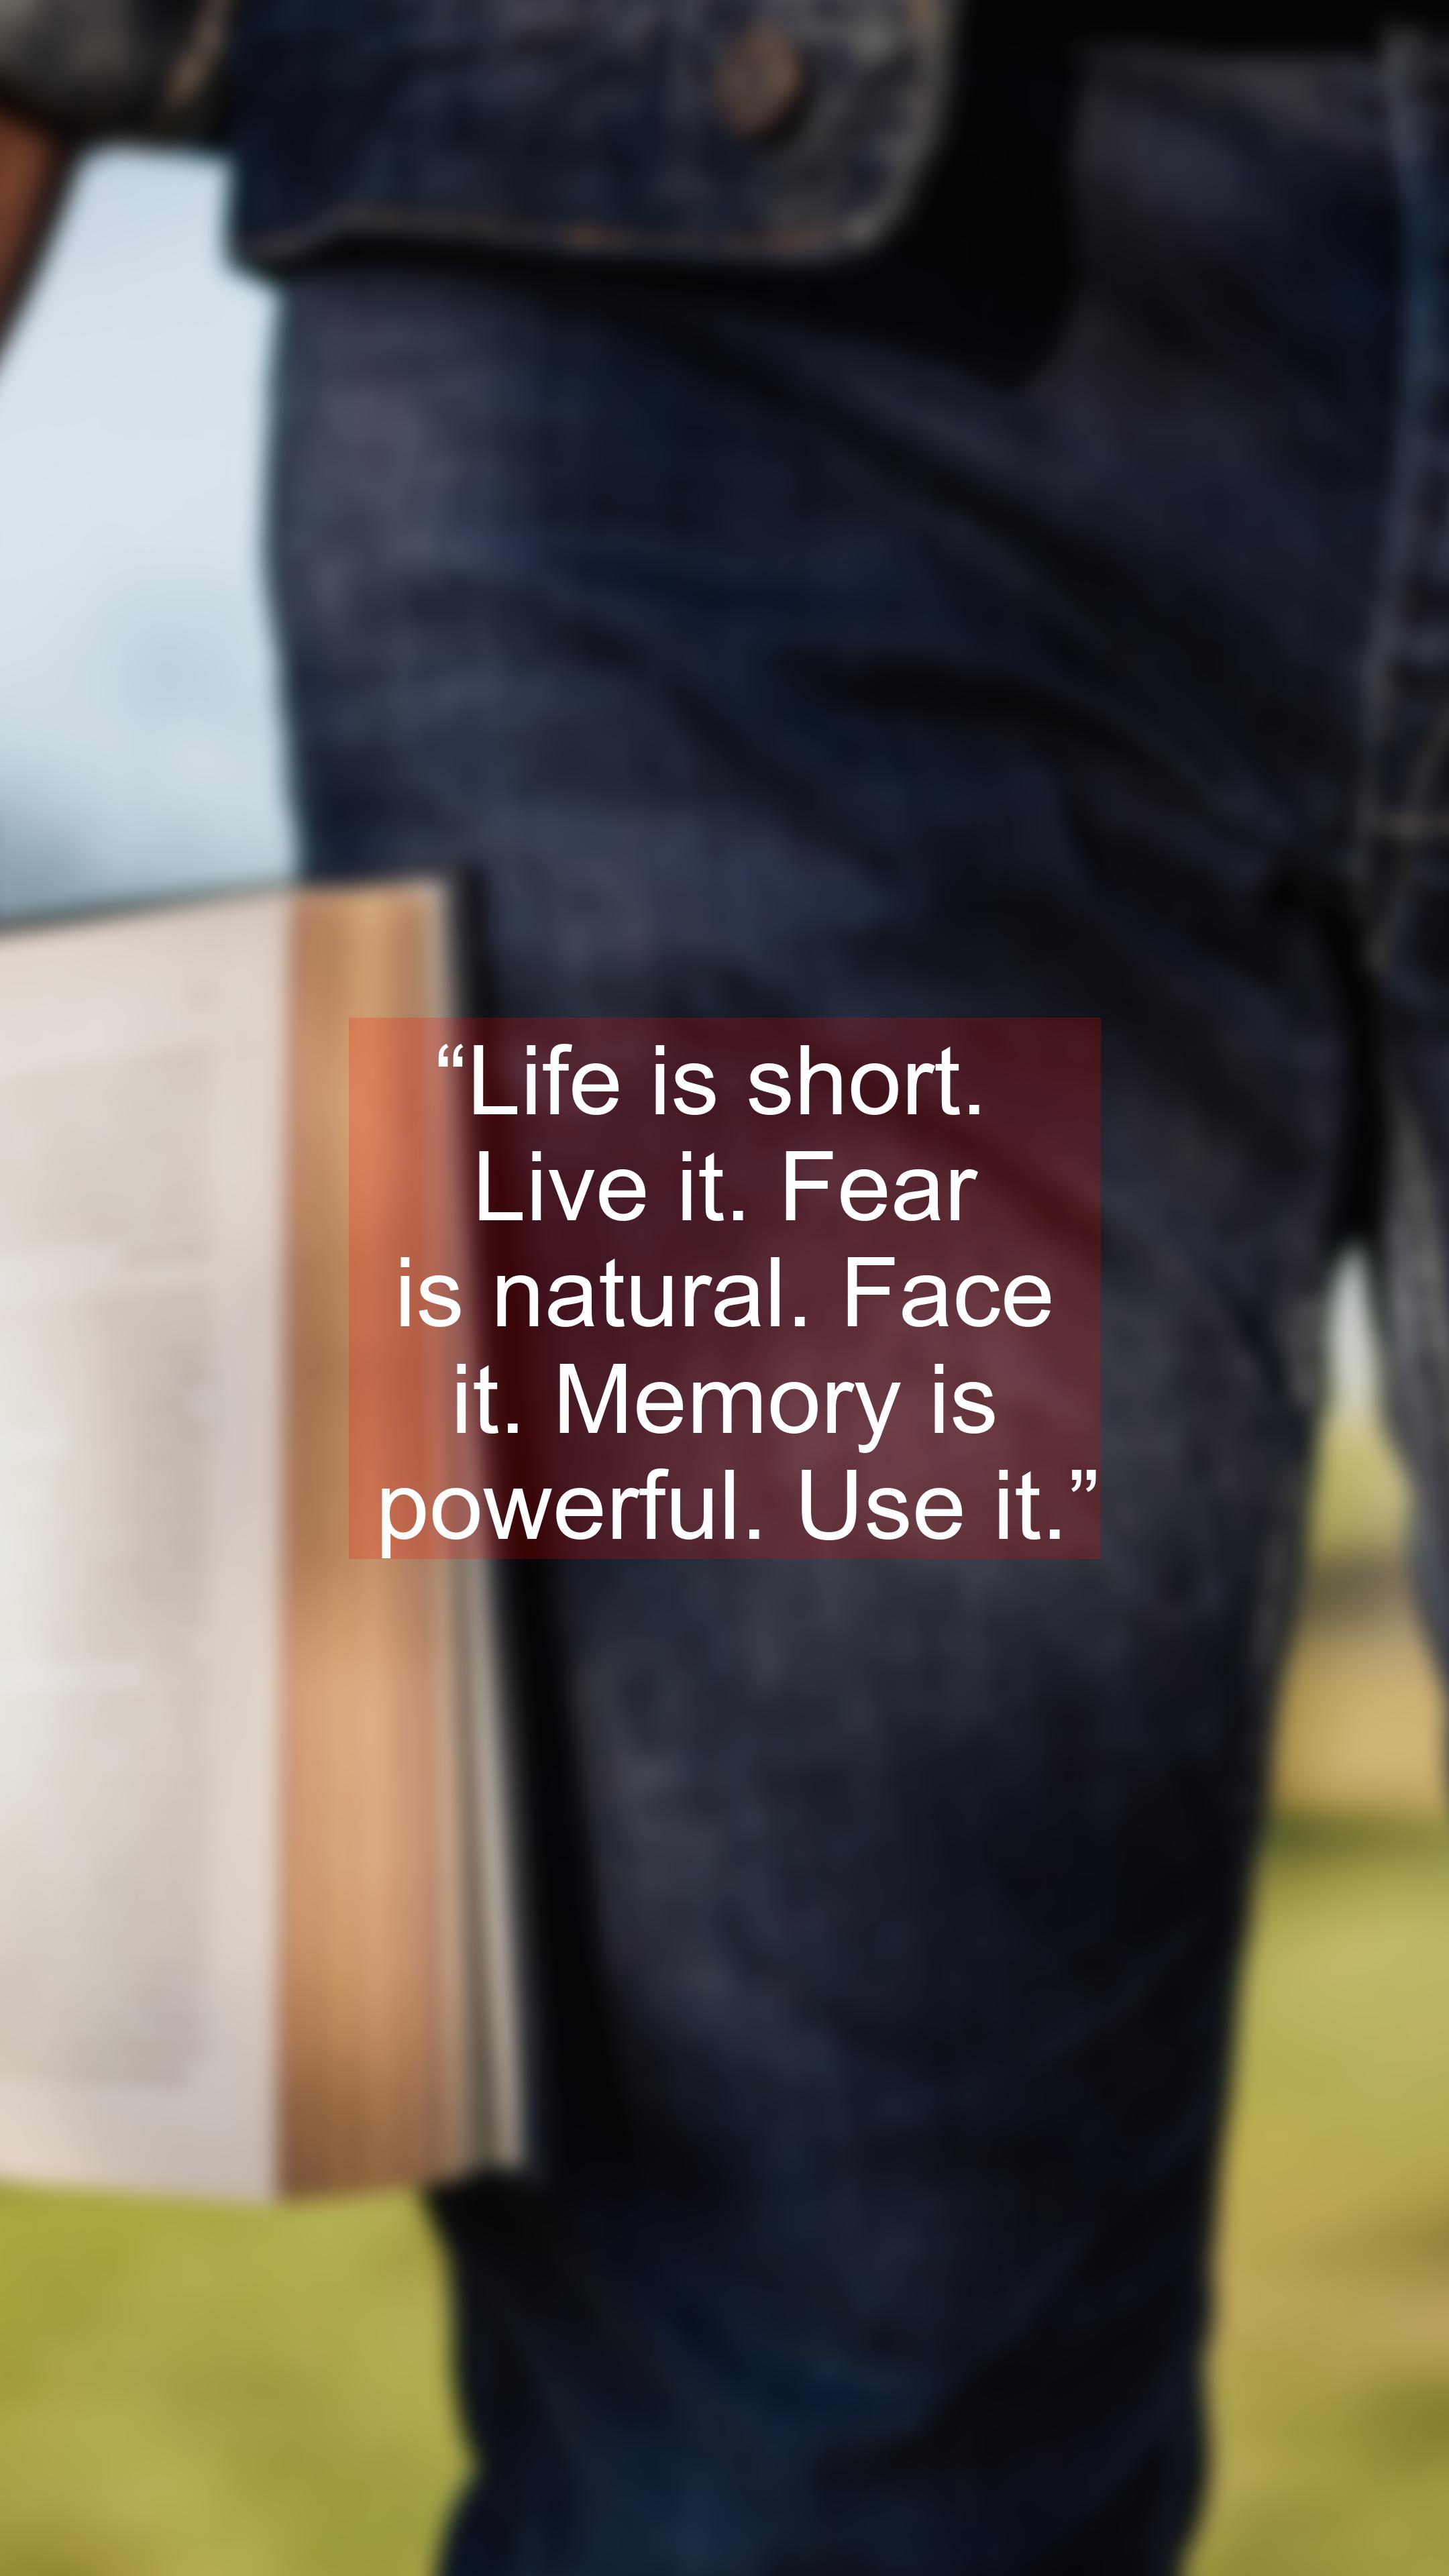 “Life is short.
Live it. Fear
is natural. Face
it. Memory is
powerful. Use it.”